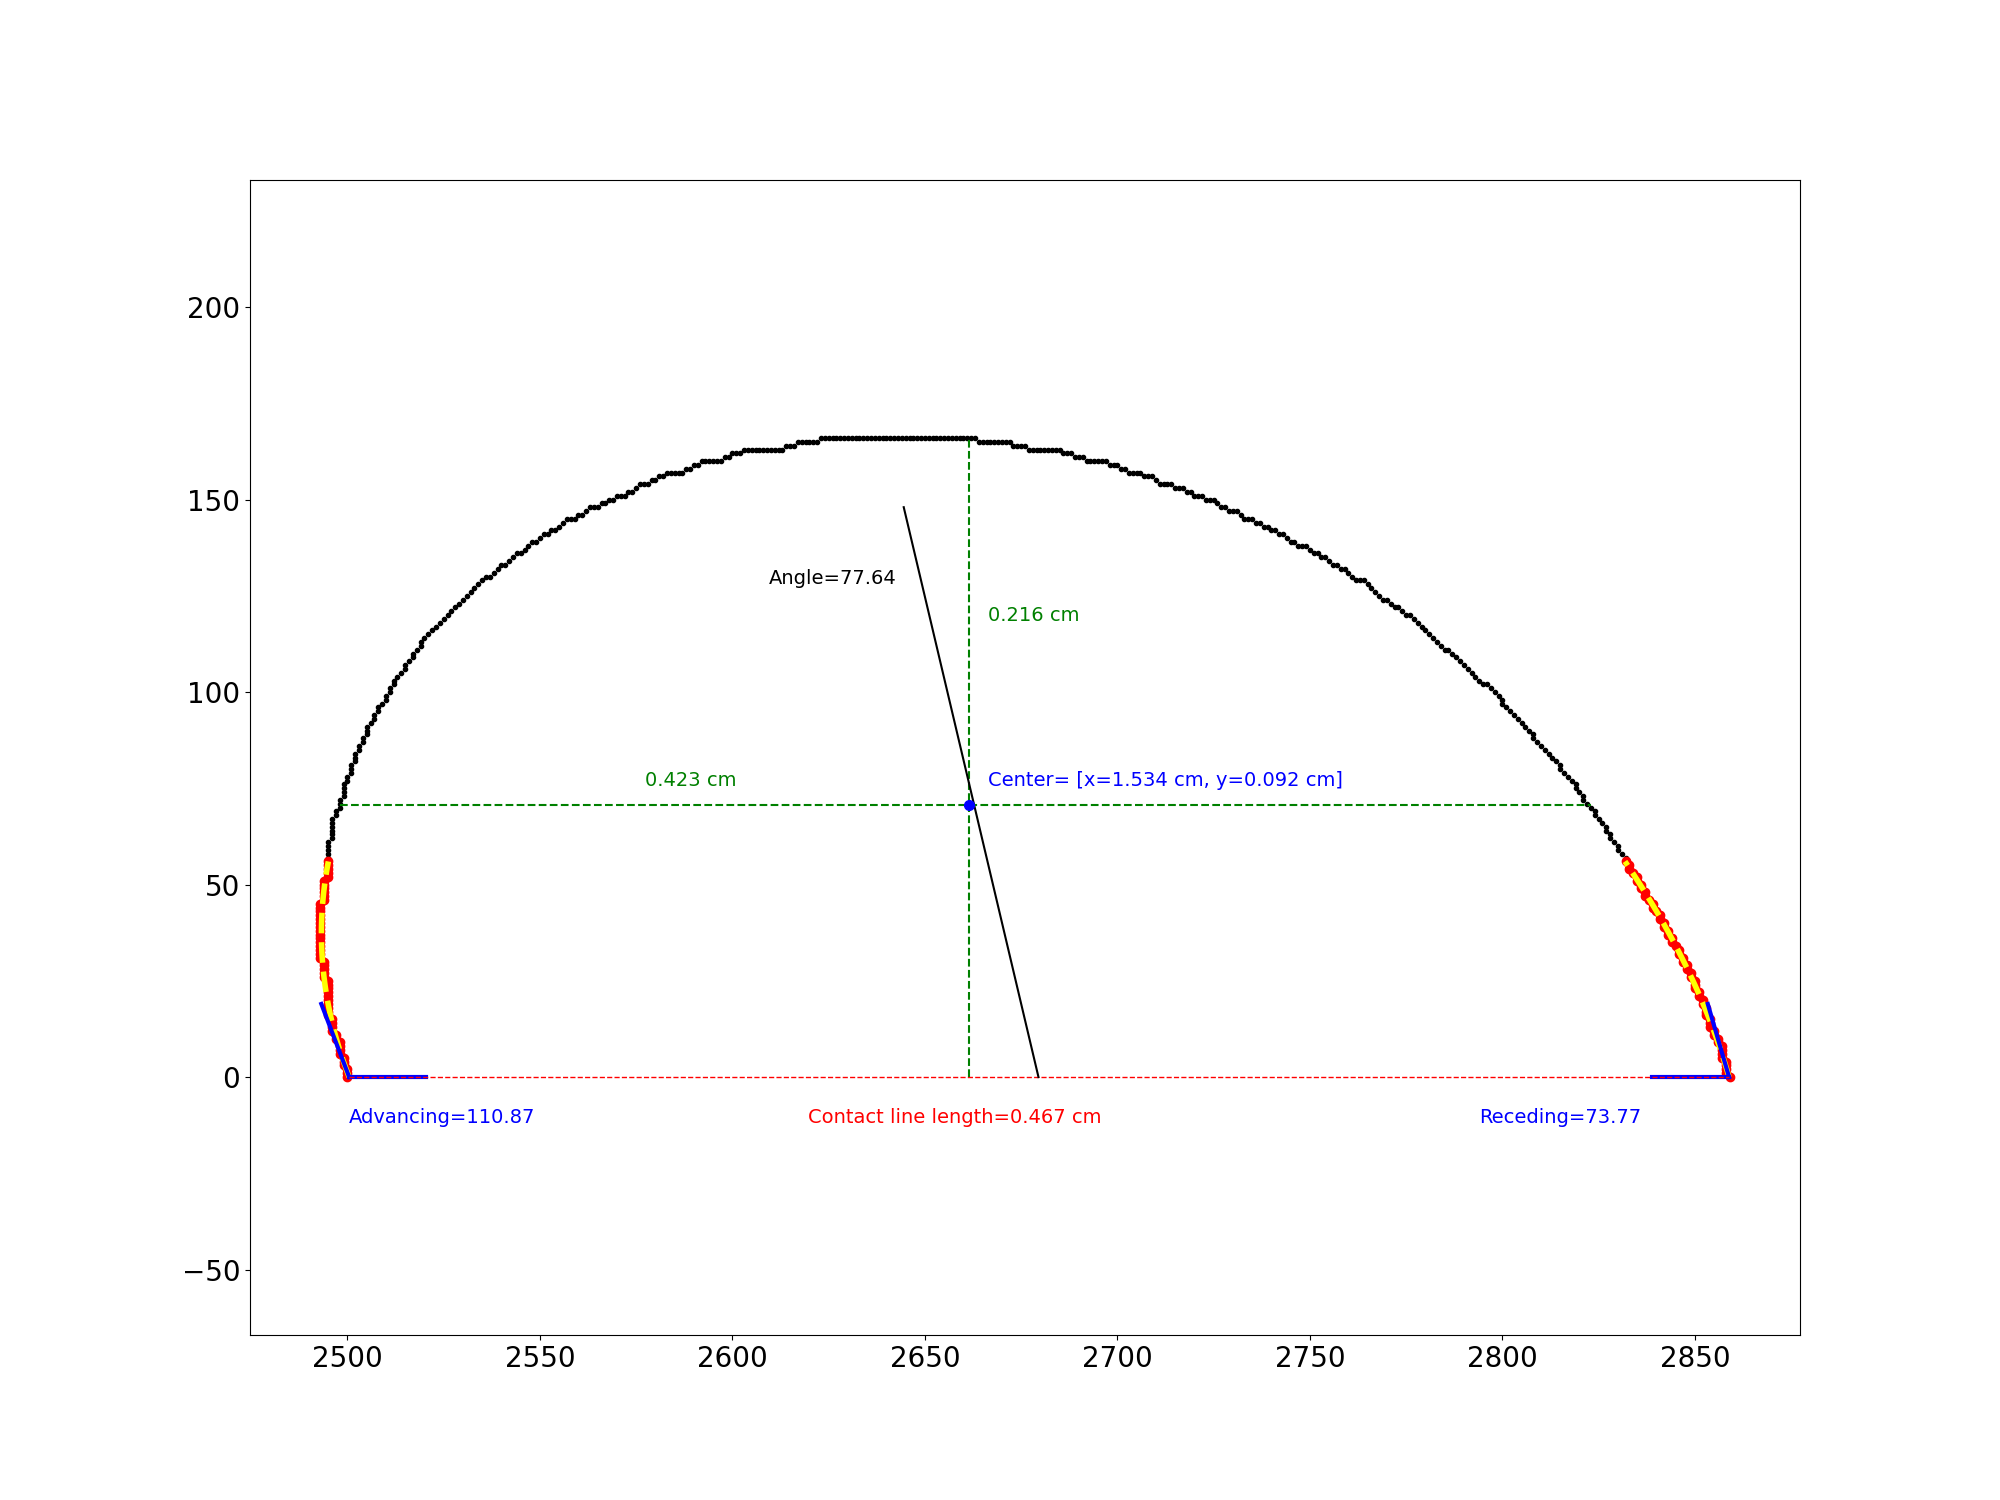 200
150
Angle=77.64
0.216 cm
100
0.423 cm
Center= [x=1.534 cm, y=0.092 cm]
50
0
Advancing=110.87
Contact line length=0.467 cm
Receding=73.77
−50
2500 2550 2600 2650 2700 2750 2800 2850